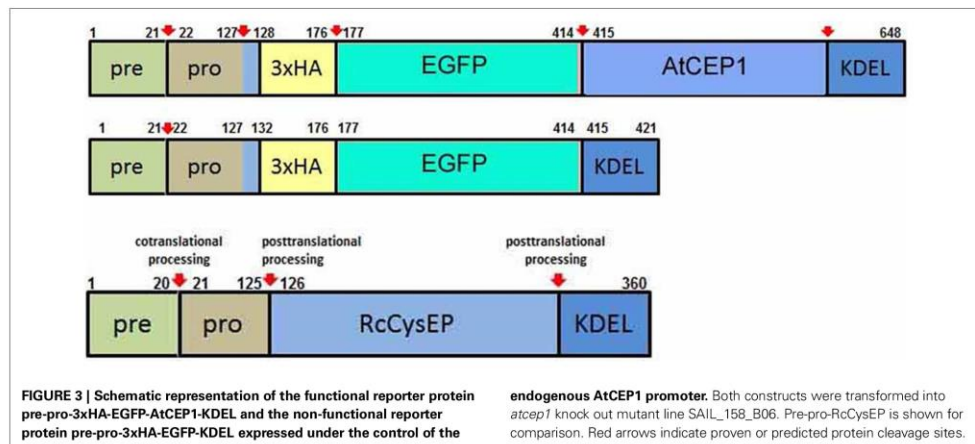 1 21 22 127 128 176 177 414 415 648
pre pro 3xHA EGFP AtCEP1 KDEL
1 21 22 127 132 176 177 414 415 421
pre pro 3xHA EGFP KDEL
cotranslational processing posttranslational processing posttranslational processing
1 20 21 125 126 360
pre pro RcCysEP KDEL
FIGURE 3 | Schematic representation of the functional reporter protein
pre-pro-3xHA-EGFP-AtCEP1-KDEL and the non-functional reporter
protein pre-pro-3xHA-EGFP-KDEL expressed under the control of the
endogenous AtCEP1 promoter. Both constructs were transformed into
atcep1 knock out mutant line SAIL_158_B06. Pre-pro-RcCysEP is shown for
comparison. Red arrows indicate proven or predicted protein cleavage sites.